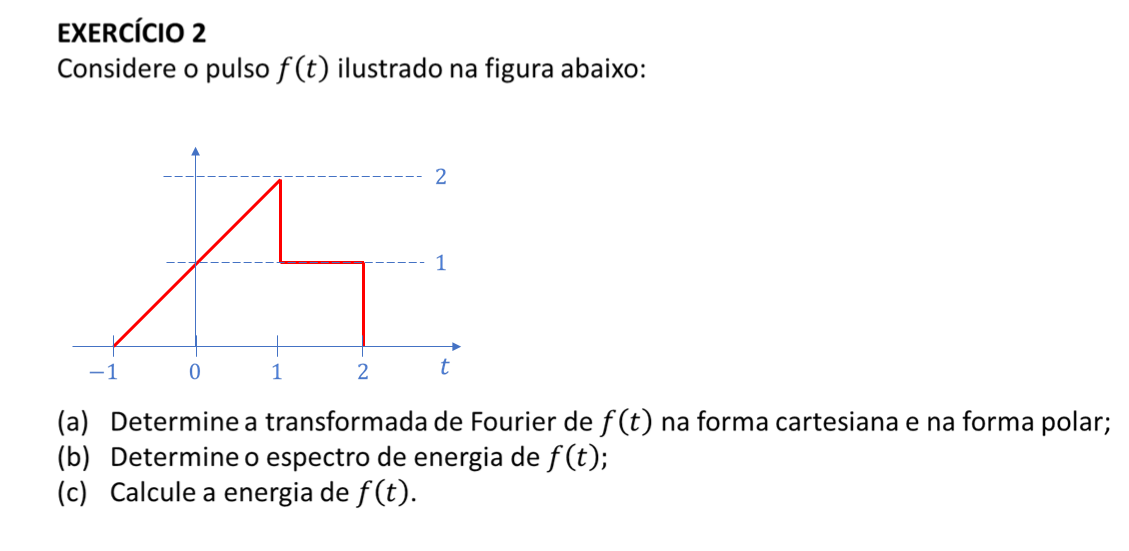 EXERCÍCIO 2
Considere o pulso f(t) ilustrado na figura abaixo:
2
1
−1 0 1 2 t
(a) Determine a transformada de Fourier de f(t) na forma cartesiana e na forma polar;
(b) Determine o espectro de energia de f(t);
(c) Calcule a energia de f(t).